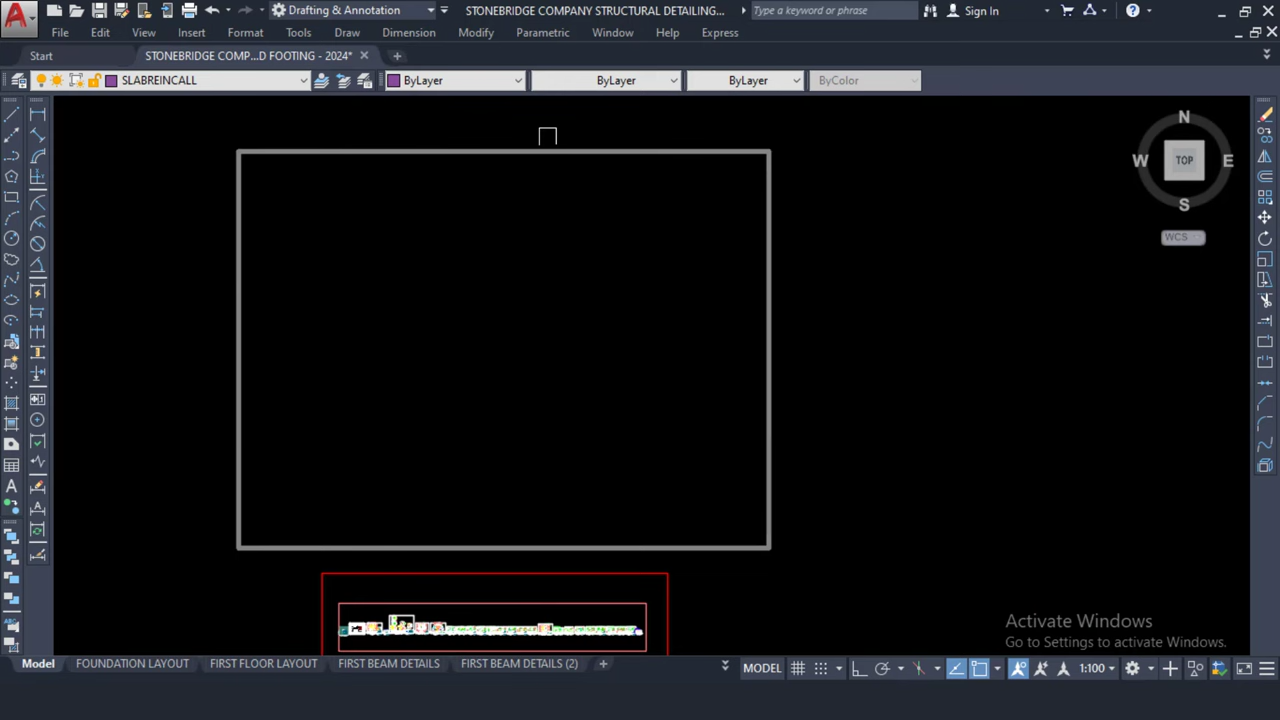 Drafting & Annotation
STONEBRIDGE COMPANY STRUCTURAL DETAILING...
Type a keyword or phrase
Sign In
File Edit View Insert Format Tools Draw Dimension Modify Parametric Window Help Express
Start
STONEBRIDGE COMP...D FOOTING - 2024*
SLABREINCALL
ByLayer
ByLayer
ByLayer
ByColor
N
W TOP E
S
WCS
Activate Windows
Go to Settings to activate Windows.
Model FOUNDATION LAYOUT FIRST FLOOR LAYOUT FIRST BEAM DETAILS FIRST BEAM DETAILS (2)
MODEL
1:100